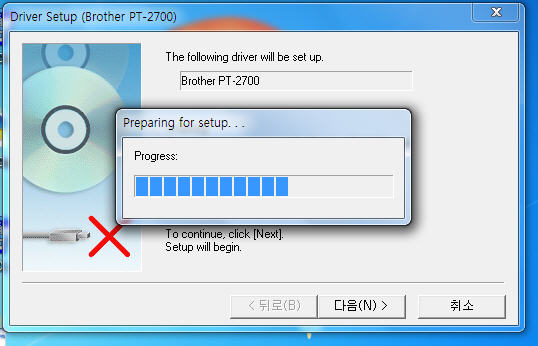 Driver Setup (Brother PT-2700)
The following driver will be set up.
Brother PT-2700
Preparing for setup. . .
Progress:
To continue, click [Next].
Setup will begin.
< 뒤로(B)
다음(N) >
취소